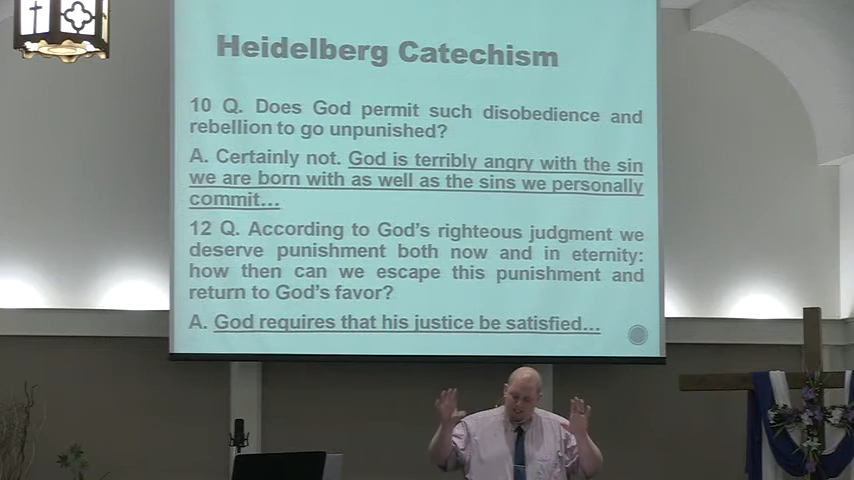 Heidelberg Catechism
10 Q. Does God permit such disobedience and
rebellion to go unpunished?
A. Certainly not. God is terribly angry with the sin
we are born with as well as the sins we personally
commit...
12 Q. According to God's righteous judgment we
deserve punishment both now and in eternity:
how then can we escape this punishment and
return to God's favor?
A. God requires that his justice be satisfied...